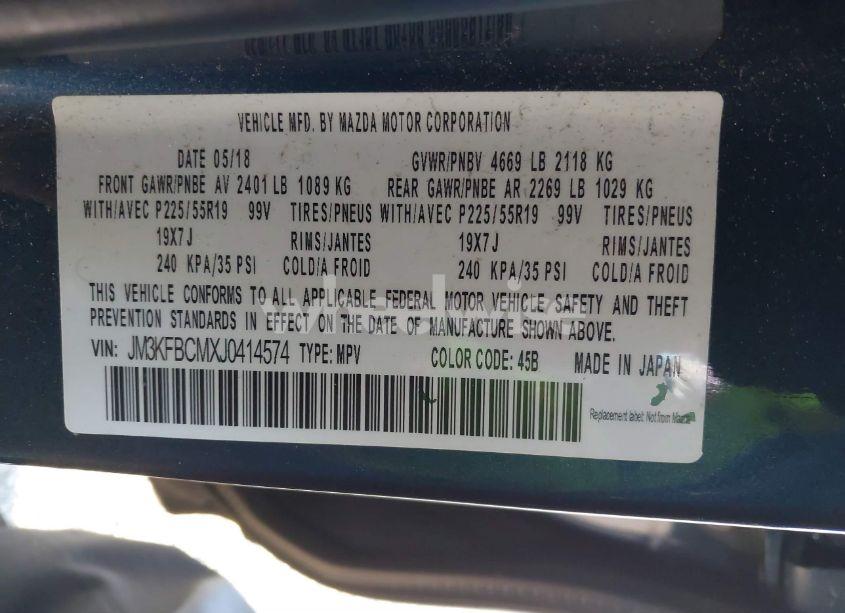 VEHICLE MFD. BY MAZDA MOTOR CORPORATION
DATE 05/18 GVWR/PNBV 4669 LB 2118 KG
FRONT GAWR/PNBE AV 2401 LB 1089 KG REAR GAWR/PNBE AR 2269 LB 1029 KG
WITH/AVEC P225/55R19 99V TIRES/PNEUS WITH/AVEC P225/55R19 99V TIRES/PNEUS
19X7J RIMS/JANTES 19X7J RIMS/JANTES
240 KPA/35 PSI COLD/A FROID 240 KPA/35 PSI COLD/A FROID
THIS VEHICLE CONFORMS TO ALL APPLICABLE FEDERAL MOTOR VEHICLE SAFETY AND THEFT
PREVENTION STANDARDS IN EFFECT ON THE DATE OF MANUFACTURE SHOWN ABOVE.
VIN: JM3KFBCMXJ0414574 TYPE: MPV COLOR CODE: 45B MADE IN JAPAN
Replacement label: Not from Mazda